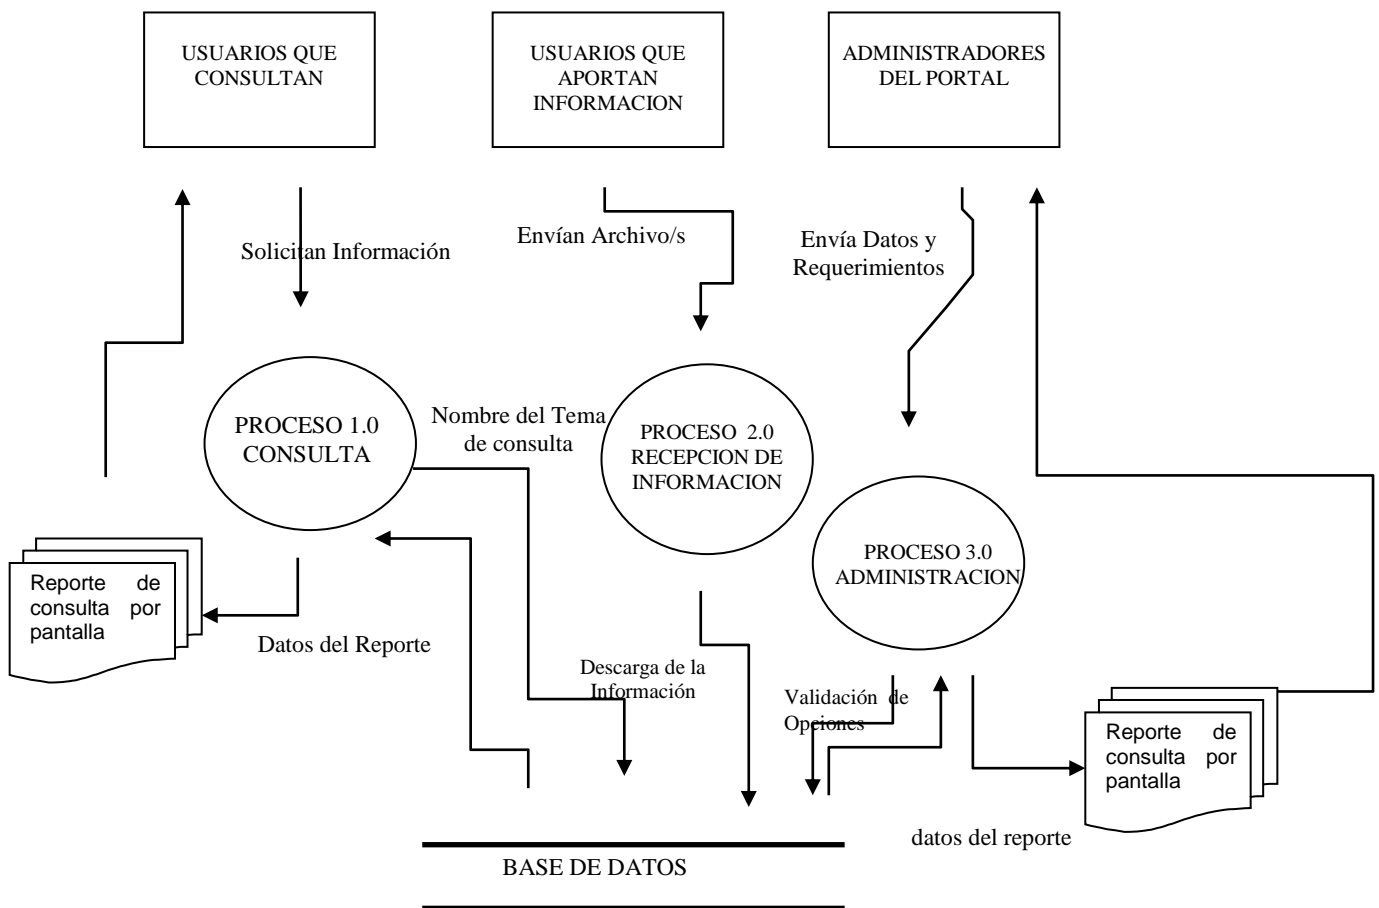 USUARIOS QUE
CONSULTAN
USUARIOS QUE
APORTAN
INFORMACION
ADMINISTRADORES
DEL PORTAL
Solicitan Información
Envían Archivo/s
Envía Datos y
Requerimientos
PROCESO 1.0
CONSULTA
Nombre del Tema
de consulta
PROCESO 2.0
RECEPCION DE
INFORMACION
PROCESO 3.0
ADMINISTRACION
Reporte de
consulta por
pantalla
Datos del Reporte
Descarga de la
Información
Validación de
Opciones
Reporte de
consulta por
pantalla
datos del reporte
BASE DE DATOS